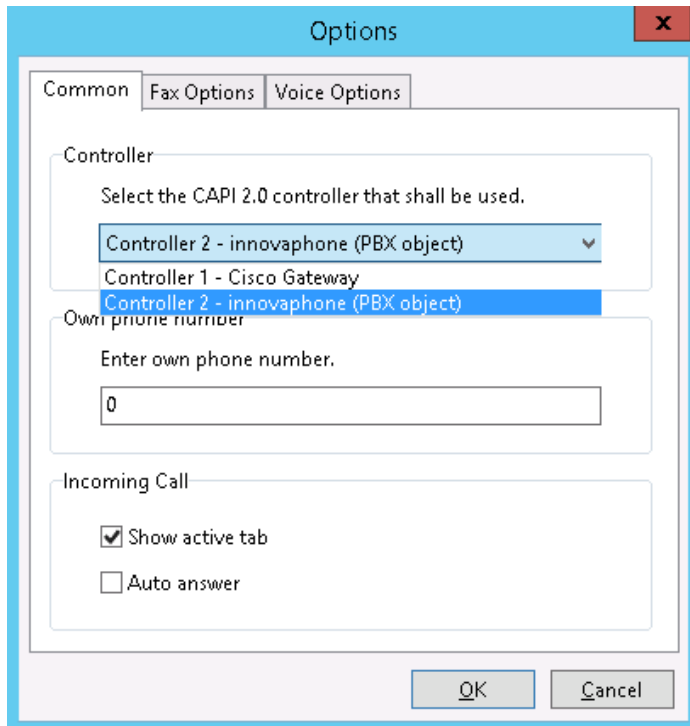 Options
x
Common Fax Options Voice Options
Controller
Select the CAPI 2.0 controller that shall be used.
Controller 2 - innovaphone (PBX object)
Controller 1 - Cisco Gateway
Controller 2 - innovaphone (PBX object)
Own phone number
Enter own phone number.
0
Incoming Call
Show active tab
Auto answer
OK Cancel